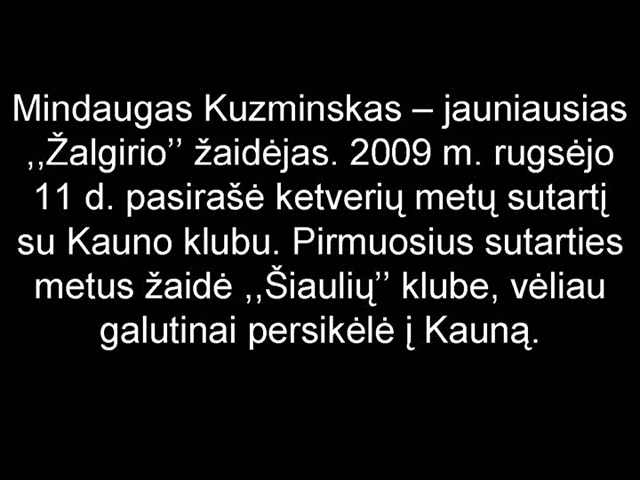 Mindaugas Kuzminskas – jauniausias
,,Žalgirio’’ žaidėjas. 2009 m. rugsėjo
11 d. pasirašė ketverių metų sutartį
su Kauno klubu. Pirmuosius sutarties
metus žaidė ,,Šiaulių’’ klube, vėliau
galutinai persikėlė į Kauną.